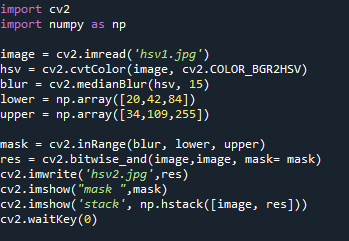 import cv2
import numpy as np
image = cv2.imread('hsv1.jpg')
hsv = cv2.cvtColor(image, cv2.COLOR_BGR2HSV)
blur = cv2.medianBlur(hsv, 15)
lower = np.array([20,42,84])
upper = np.array([34,109,255])
mask = cv2.inRange(blur, lower, upper)
res = cv2.bitwise_and(image,image, mask= mask)
cv2.imwrite('hsv2.jpg',res)
cv2.imshow("mask ",mask)
cv2.imshow('stack', np.hstack([image, res]))
cv2.waitKey(0)